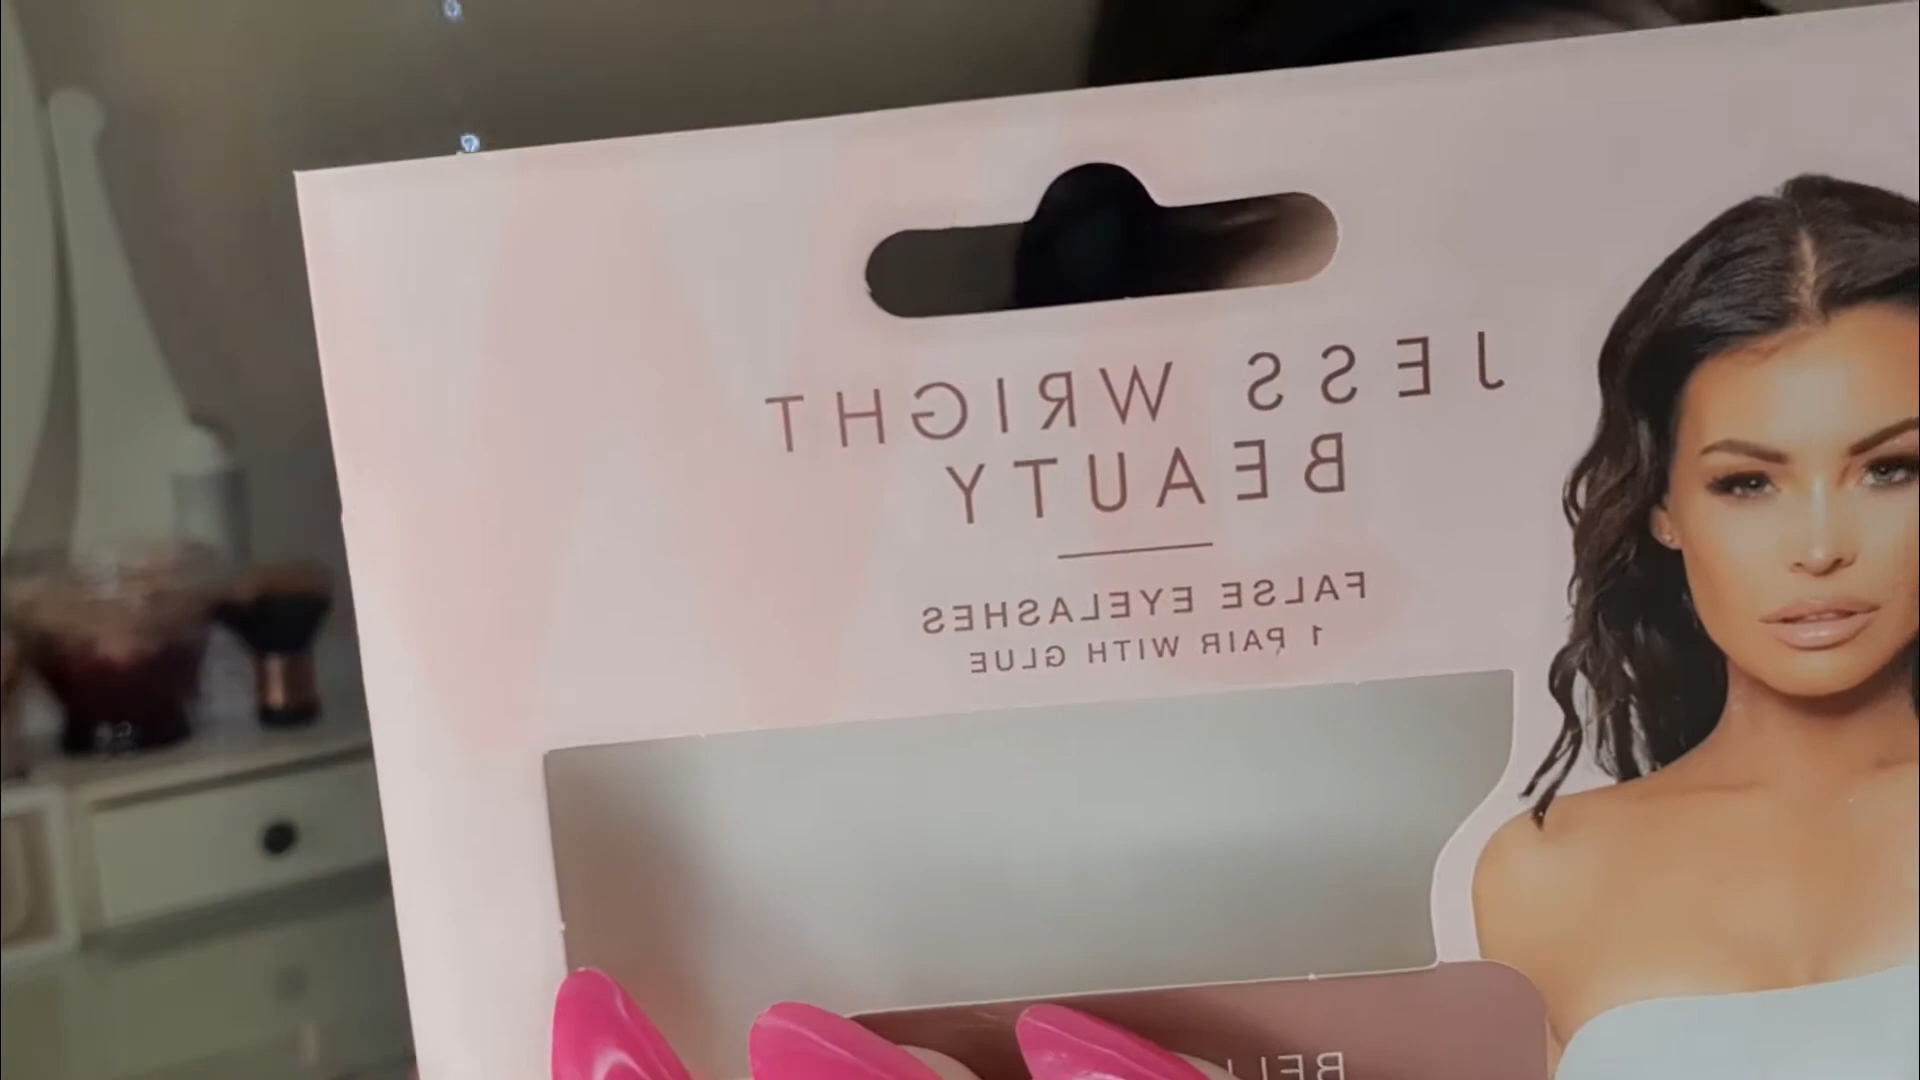 JESS WRIGHT
BEAUTY
FALSE EYELASHES
1 PAIR WITH GLUE